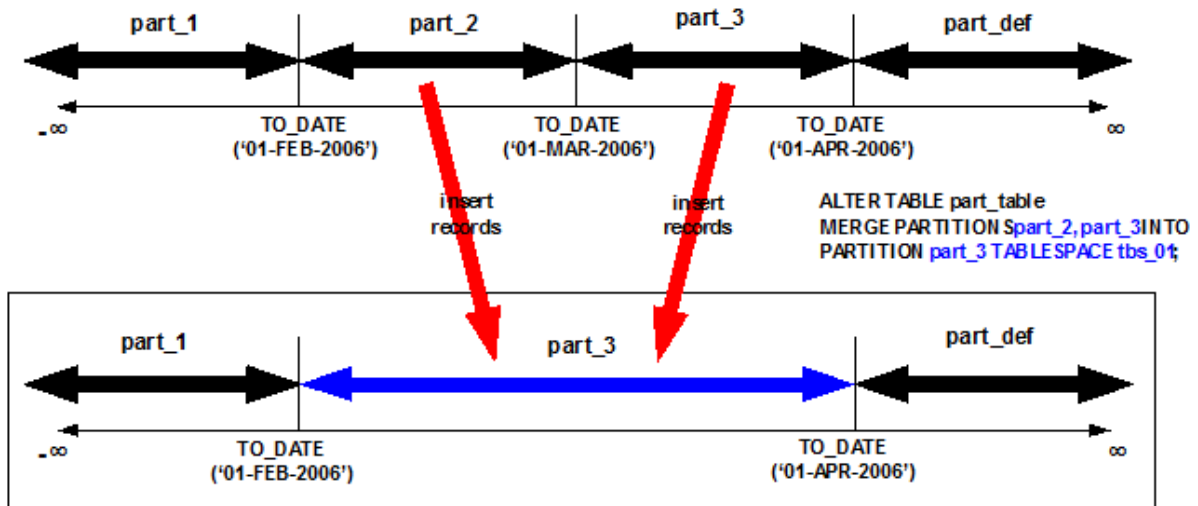 part_1 part_2 part_3 part_def
-∞ TO_DATE TO_DATE TO_DATE ∞
('01-FEB-2006') ('01-MAR-2006') ('01-APR-2006')
insert insert
records records
ALTER TABLE part_table
MERGE PARTITIONS part_2, part_3 INTO
PARTITION part_3 TABLESPACE tbs_01;
part_1 part_3 part_def
-∞ TO_DATE TO_DATE ∞
('01-FEB-2006') ('01-APR-2006')